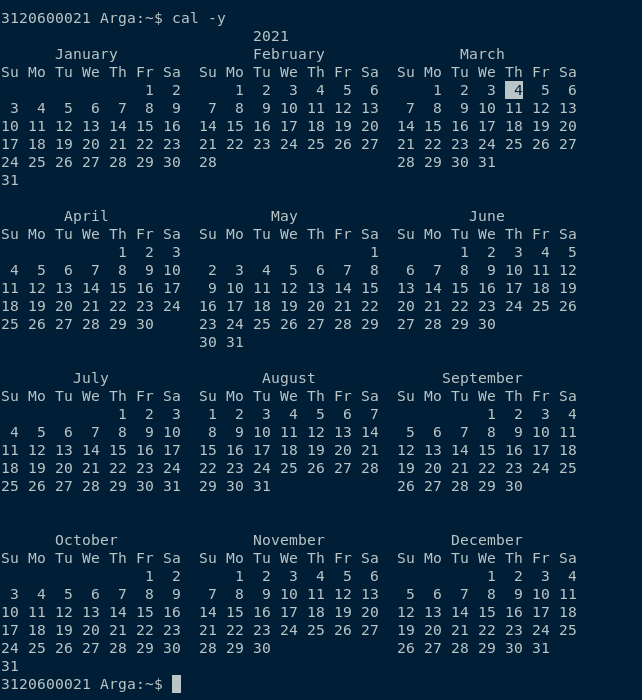 3120600021 Arga:~$ cal -y
                            2021
      January               February                March
Su Mo Tu We Th Fr Sa  Su Mo Tu We Th Fr Sa  Su Mo Tu We Th Fr Sa
                1  2      1  2  3  4  5  6      1  2  3  4  5  6
 3  4  5  6  7  8  9   7  8  9 10 11 12 13   7  8  9 10 11 12 13
10 11 12 13 14 15 16  14 15 16 17 18 19 20  14 15 16 17 18 19 20
17 18 19 20 21 22 23  21 22 23 24 25 26 27  21 22 23 24 25 26 27
24 25 26 27 28 29 30  28                    28 29 30 31
31

       April                  May                   June
Su Mo Tu We Th Fr Sa  Su Mo Tu We Th Fr Sa  Su Mo Tu We Th Fr Sa
             1  2  3                     1         1  2  3  4  5
 4  5  6  7  8  9 10   2  3  4  5  6  7  8   6  7  8  9 10 11 12
11 12 13 14 15 16 17   9 10 11 12 13 14 15  13 14 15 16 17 18 19
18 19 20 21 22 23 24  16 17 18 19 20 21 22  20 21 22 23 24 25 26
25 26 27 28 29 30     23 24 25 26 27 28 29  27 28 29 30
                      30 31

        July                 August              September
Su Mo Tu We Th Fr Sa  Su Mo Tu We Th Fr Sa  Su Mo Tu We Th Fr Sa
             1  2  3   1  2  3  4  5  6  7            1  2  3  4
 4  5  6  7  8  9 10   8  9 10 11 12 13 14   5  6  7  8  9 10 11
11 12 13 14 15 16 17  15 16 17 18 19 20 21  12 13 14 15 16 17 18
18 19 20 21 22 23 24  22 23 24 25 26 27 28  19 20 21 22 23 24 25
25 26 27 28 29 30 31  29 30 31              26 27 28 29 30

      October               November              December
Su Mo Tu We Th Fr Sa  Su Mo Tu We Th Fr Sa  Su Mo Tu We Th Fr Sa
                1  2      1  2  3  4  5  6            1  2  3  4
 3  4  5  6  7  8  9   7  8  9 10 11 12 13   5  6  7  8  9 10 11
10 11 12 13 14 15 16  14 15 16 17 18 19 20  12 13 14 15 16 17 18
17 18 19 20 21 22 23  21 22 23 24 25 26 27  19 20 21 22 23 24 25
24 25 26 27 28 29 30  28 29 30              26 27 28 29 30 31
31
3120600021 Arga:~$